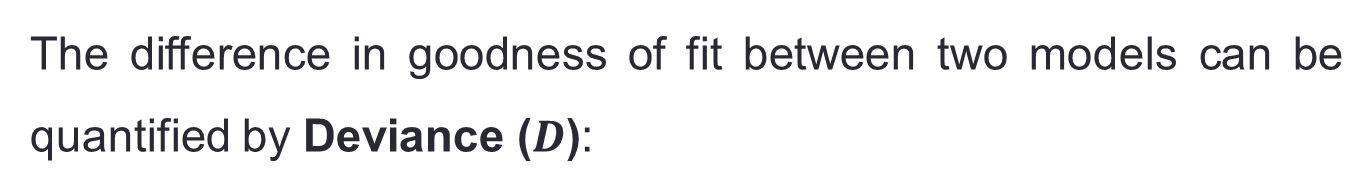 The difference in goodness of fit between two models can be
quantified by Deviance (D):